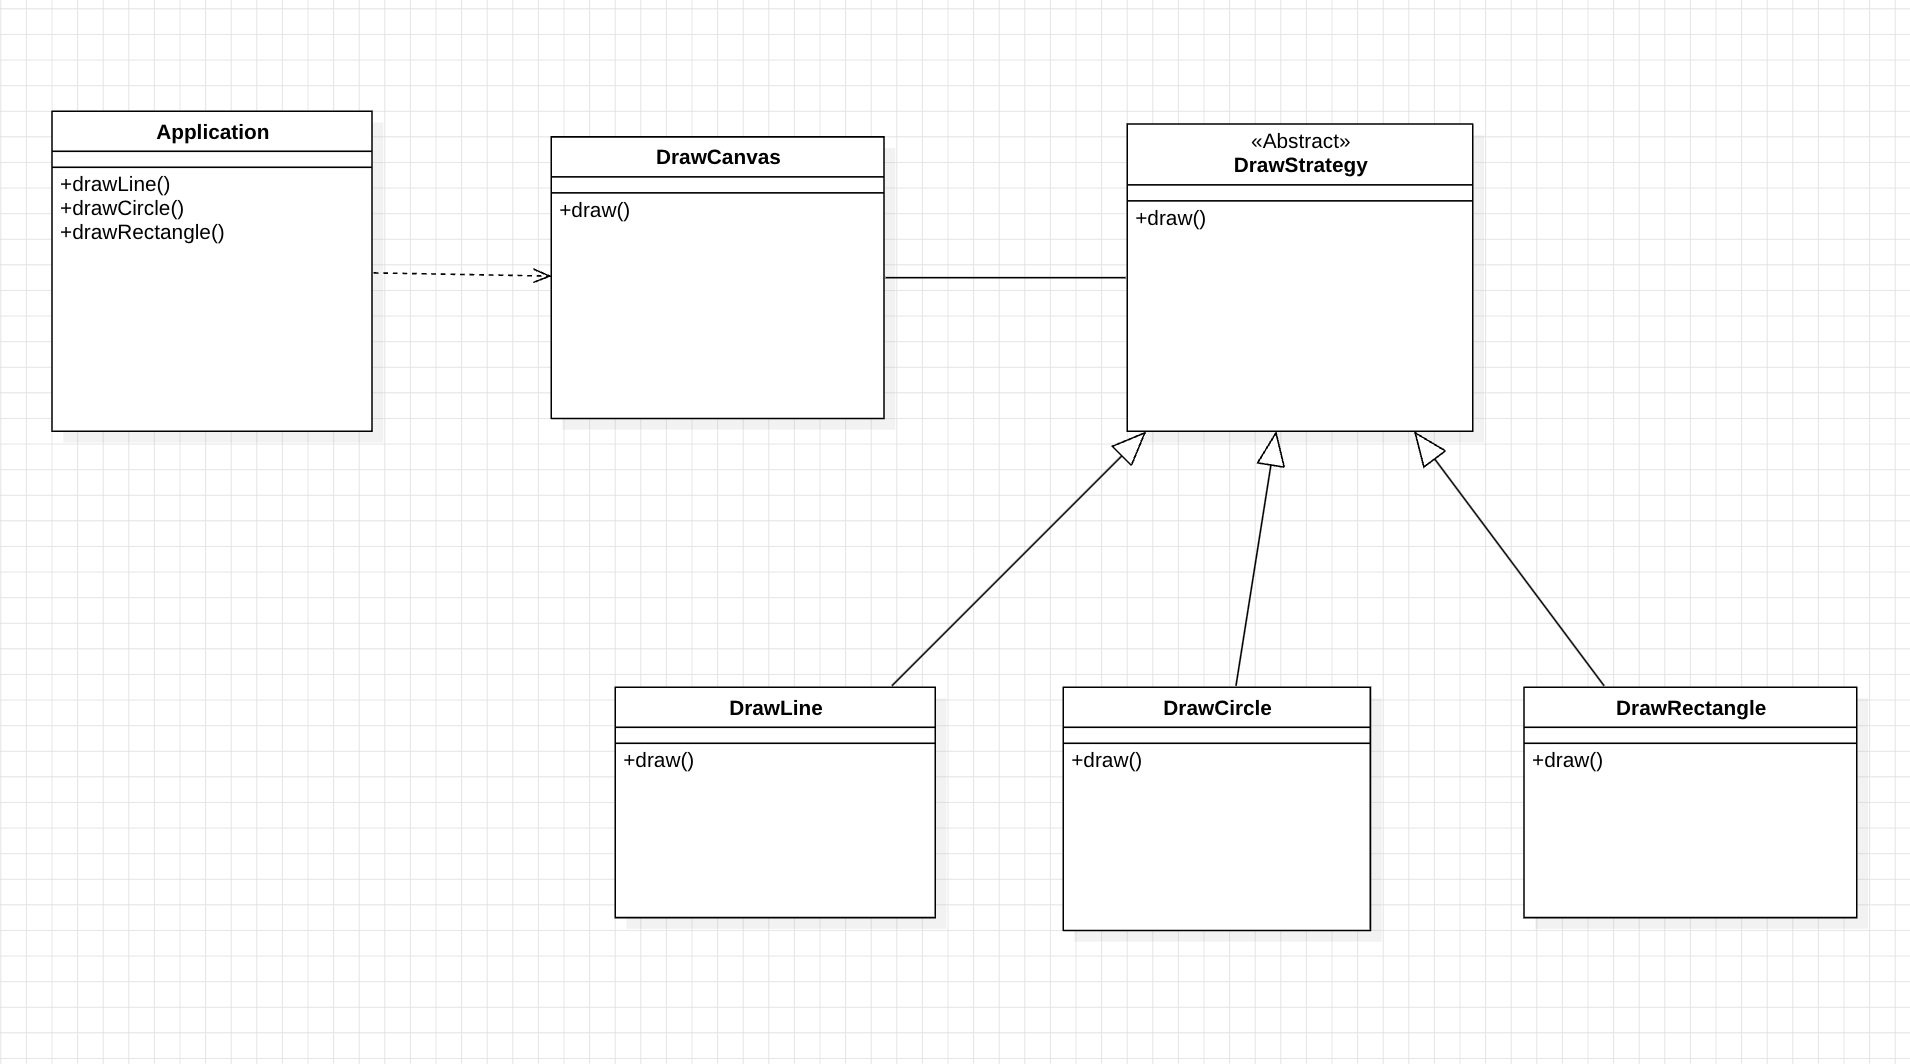 Application
+drawLine()
+drawCircle()
+drawRectangle()
DrawCanvas
+draw()
«Abstract»
DrawStrategy
+draw()
DrawLine
+draw()
DrawCircle
+draw()
DrawRectangle
+draw()